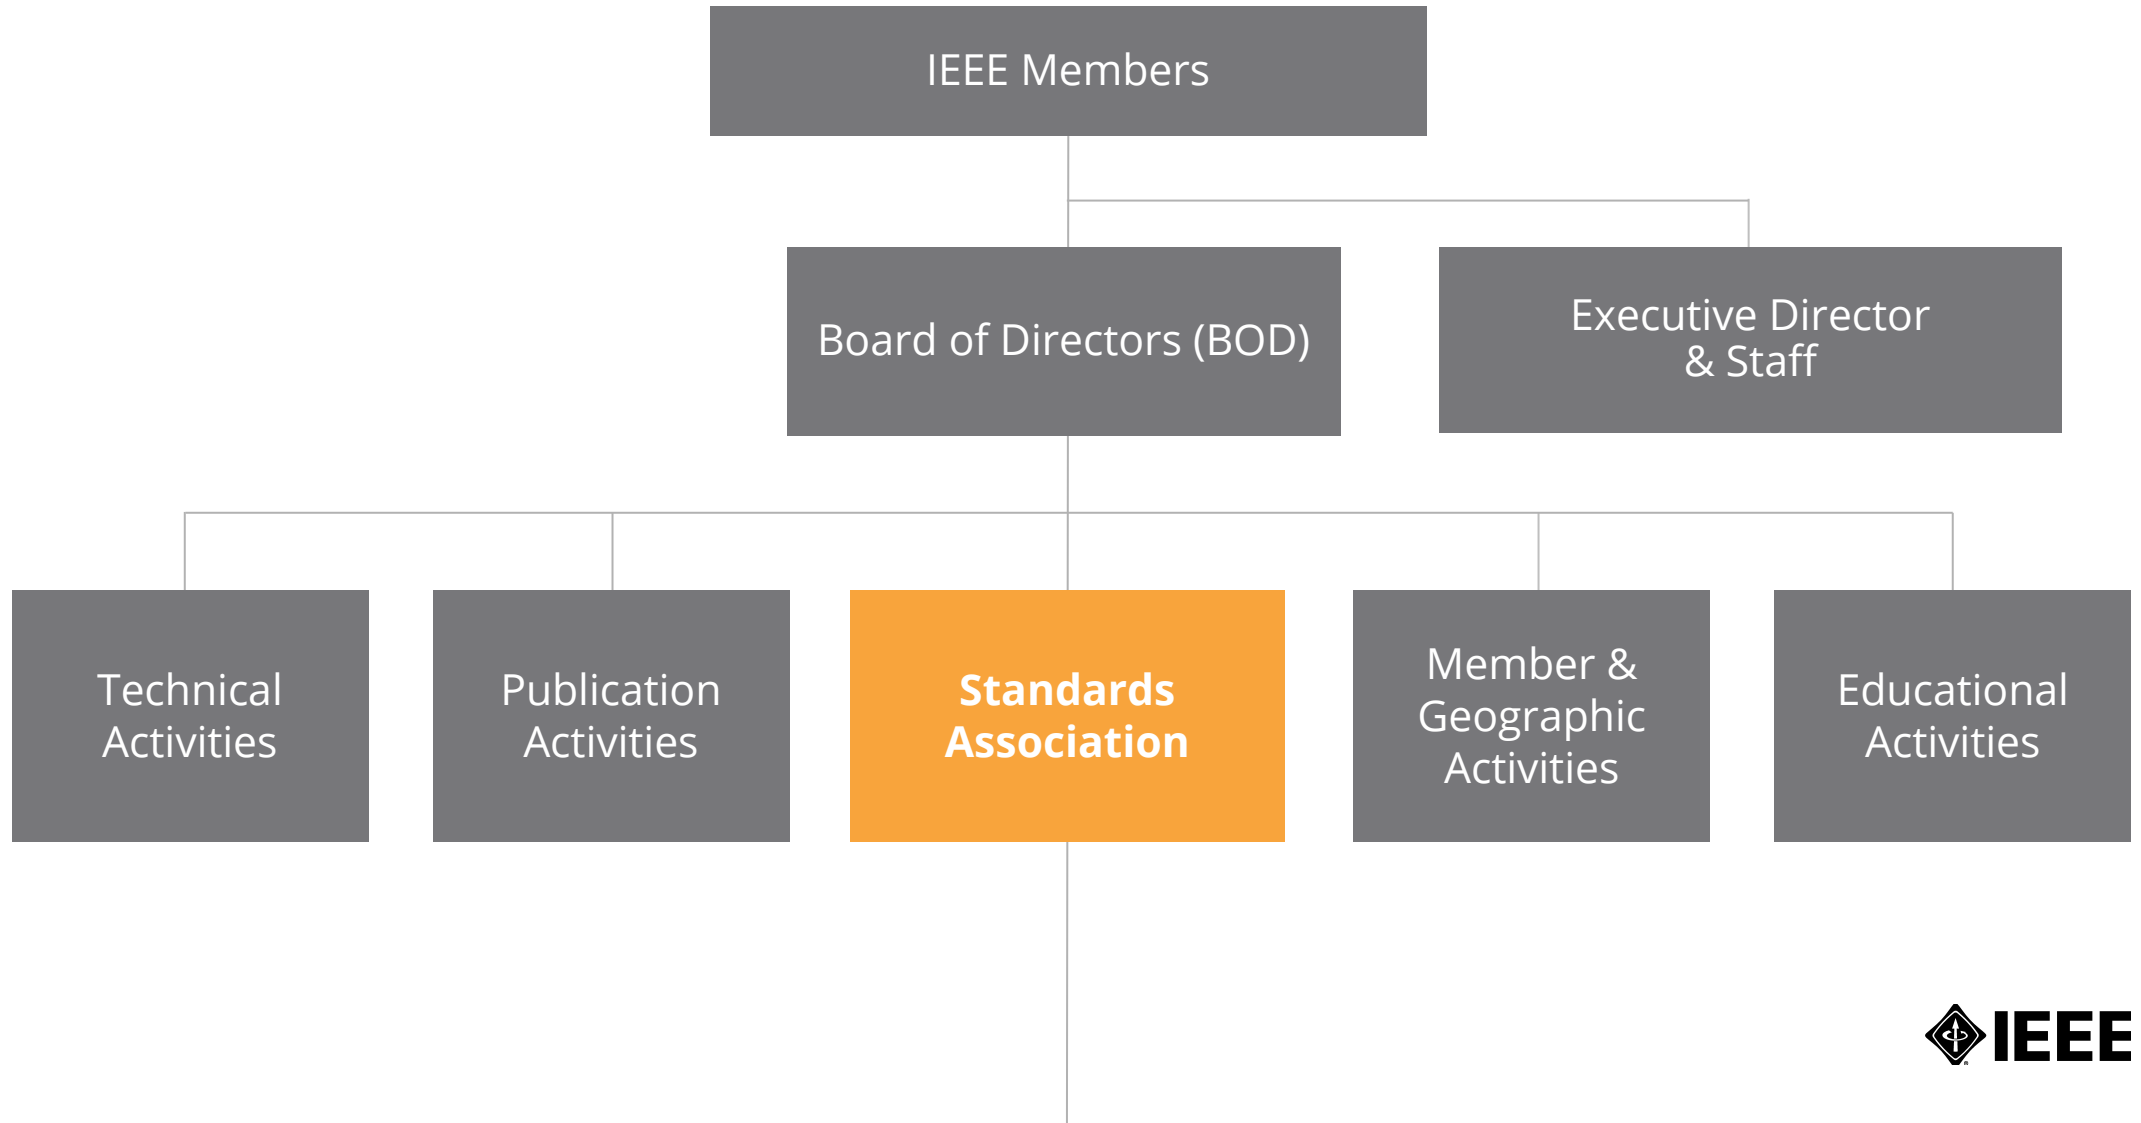 IEEE Members
Board of Directors (BOD)
Executive Director
& Staff
Technical
Activities
Publication
Activities
Standards
Association
Member &
Geographic
Activities
Educational
Activities
IEEE